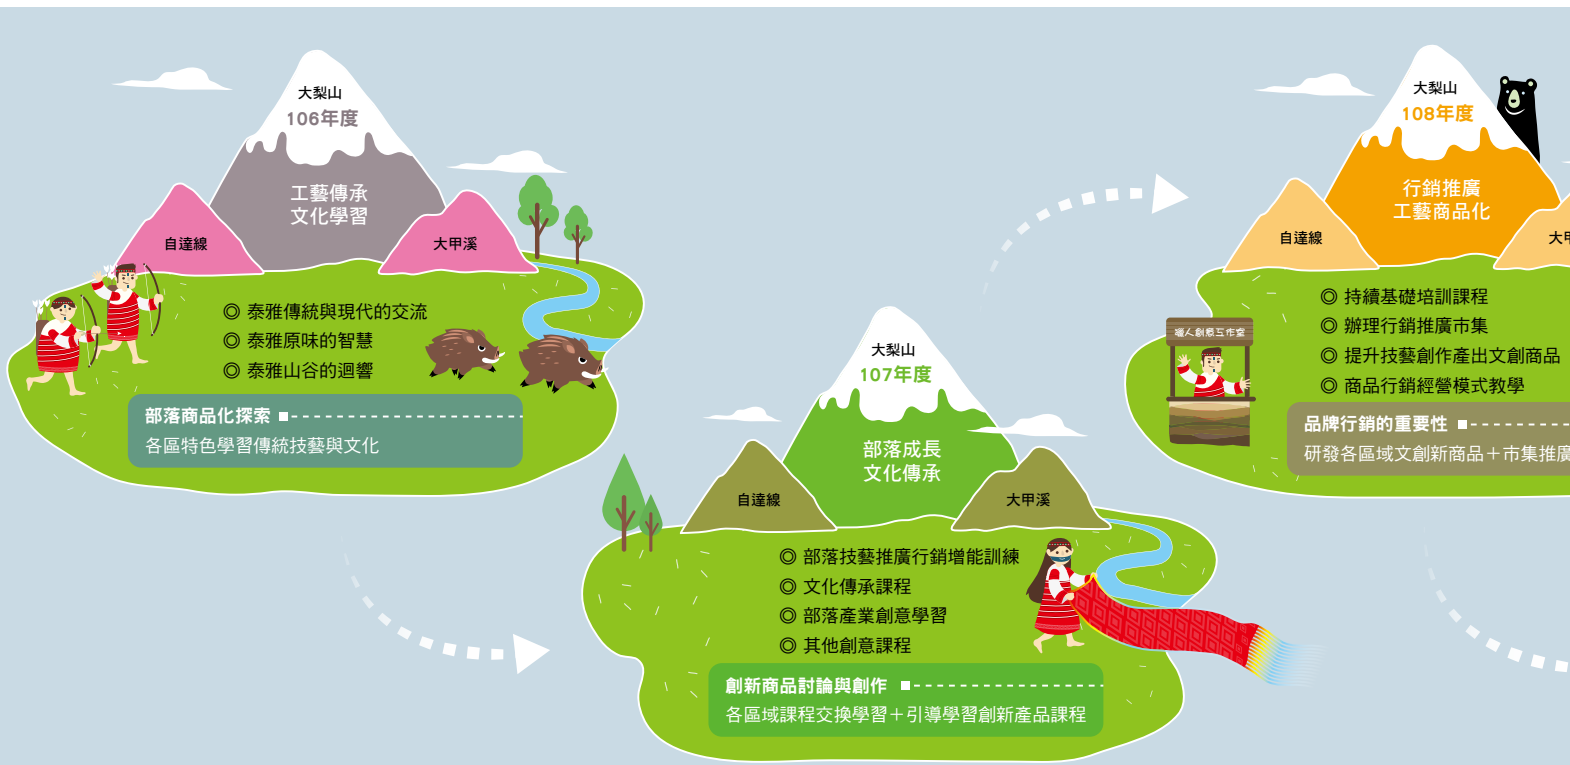 大梨山
106年度
工藝傳承
文化學習
自達線
大甲溪
◎ 泰雅傳統與現代的交流
◎ 泰雅原味的智慧
◎ 泰雅山谷的迴響
部落商品化探索
各區特色學習傳統技藝與文化
大梨山
107年度
部落成長
文化傳承
自達線
大甲溪
◎ 部落技藝推廣行銷增能訓練
◎ 文化傳承課程
◎ 部落產業創意學習
◎ 其他創意課程
創新商品討論與創作
各區域課程交換學習＋引導學習創新產品課程
大梨山
108年度
行銷推廣
工藝商品化
自達線
大甲
職人創意工作室
◎ 持續基礎培訓課程
◎ 辦理行銷推廣市集
◎ 提升技藝創作產出文創商品
◎ 商品行銷經營模式教學
品牌行銷的重要性
研發各區域文創新商品＋市集推廣